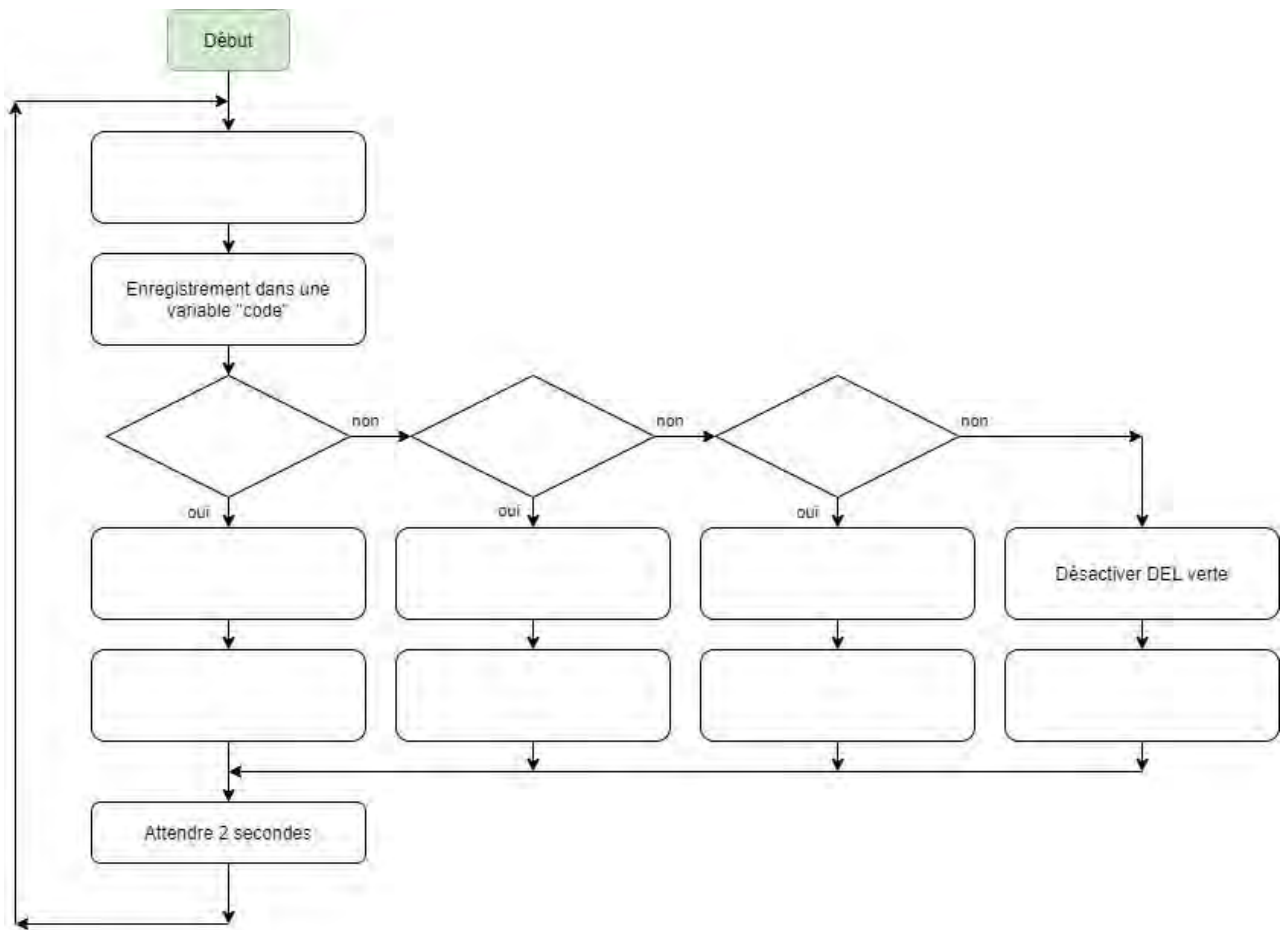 Début
Enregistrement dans une
variable "code"
non
non
non
oui
oui
oui
Désactiver DEL verte
Attendre 2 secondes